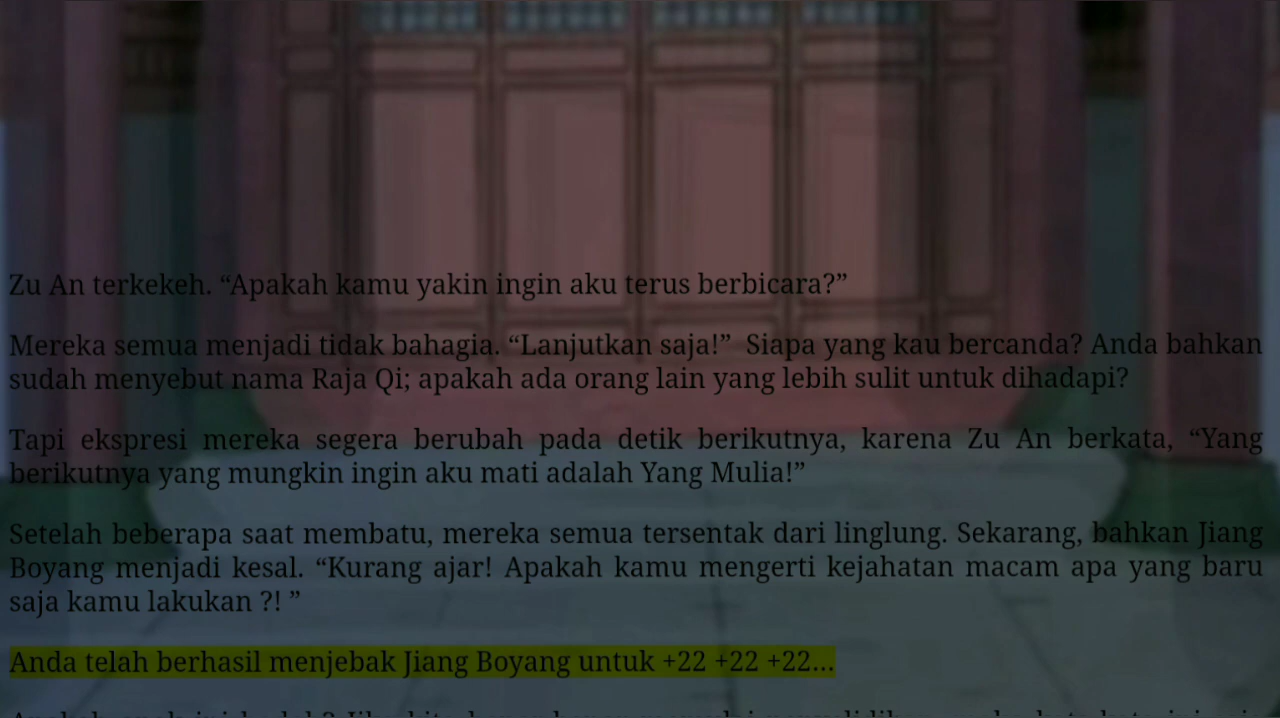 Zu An terkekeh. “Apakah kamu yakin ingin aku terus berbicara?”
Mereka semua menjadi tidak bahagia. “Lanjutkan saja!”  Siapa yang kau bercanda? Anda bahkan
sudah menyebut nama Raja Qi; apakah ada orang lain yang lebih sulit untuk dihadapi?
Tapi ekspresi mereka segera berubah pada detik berikutnya, karena Zu An berkata, “Yang
berikutnya yang mungkin ingin aku mati adalah Yang Mulia!”
Setelah beberapa saat membatu, mereka semua tersentak dari linglung. Sekarang, bahkan Jiang
Boyang menjadi kesal. “Kurang ajar! Apakah kamu mengerti kejahatan macam apa yang baru
saja kamu lakukan ?! ”
Anda telah berhasil menjebak Jiang Boyang untuk +22 +22 +22…